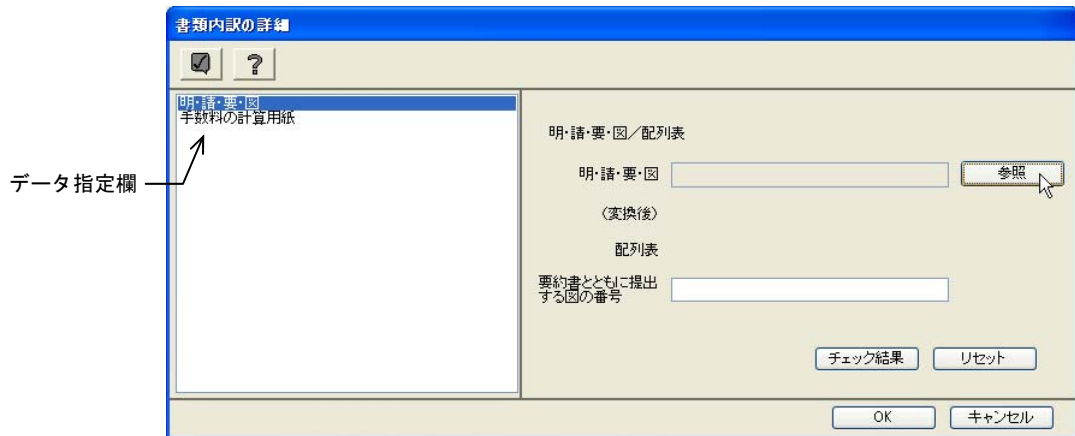 書類内訳の詳細
明・請・要・図
手数料の計算用紙
データ指定欄
明・請・要・図／配列表
明・請・要・図
参照
(変換後)
配列表
要約書とともに提出
する図の番号
チェック結果
リセット
OK
キャンセル